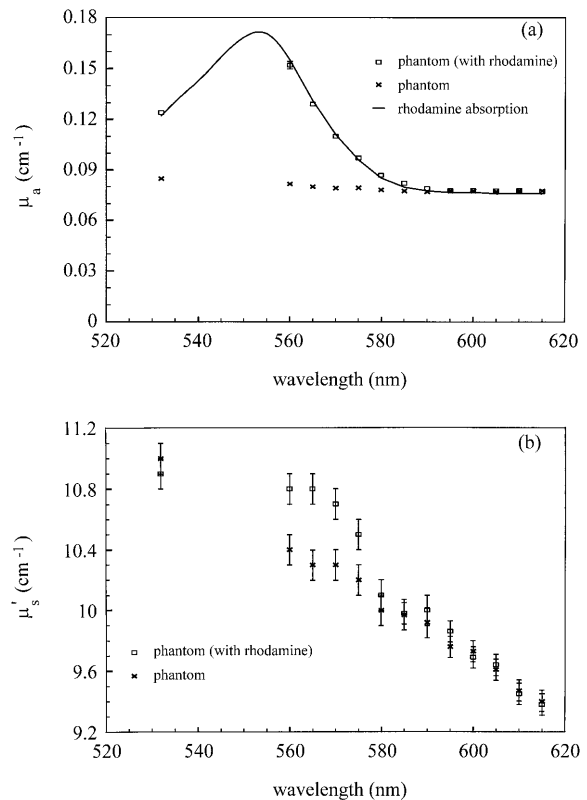 (a)
0.18
0.15
0.12
0.09
0.06
0.03
0
μa (cm-1)
phantom (with rhodamine)
phantom
rhodamine absorption
520 540 560 580 600 620
wavelength (nm)
(b)
11.2
10.8
10.4
10
9.6
9.2
μ's (cm-1)
phantom (with rhodamine)
phantom
520 540 560 580 600 620
wavelength (nm)